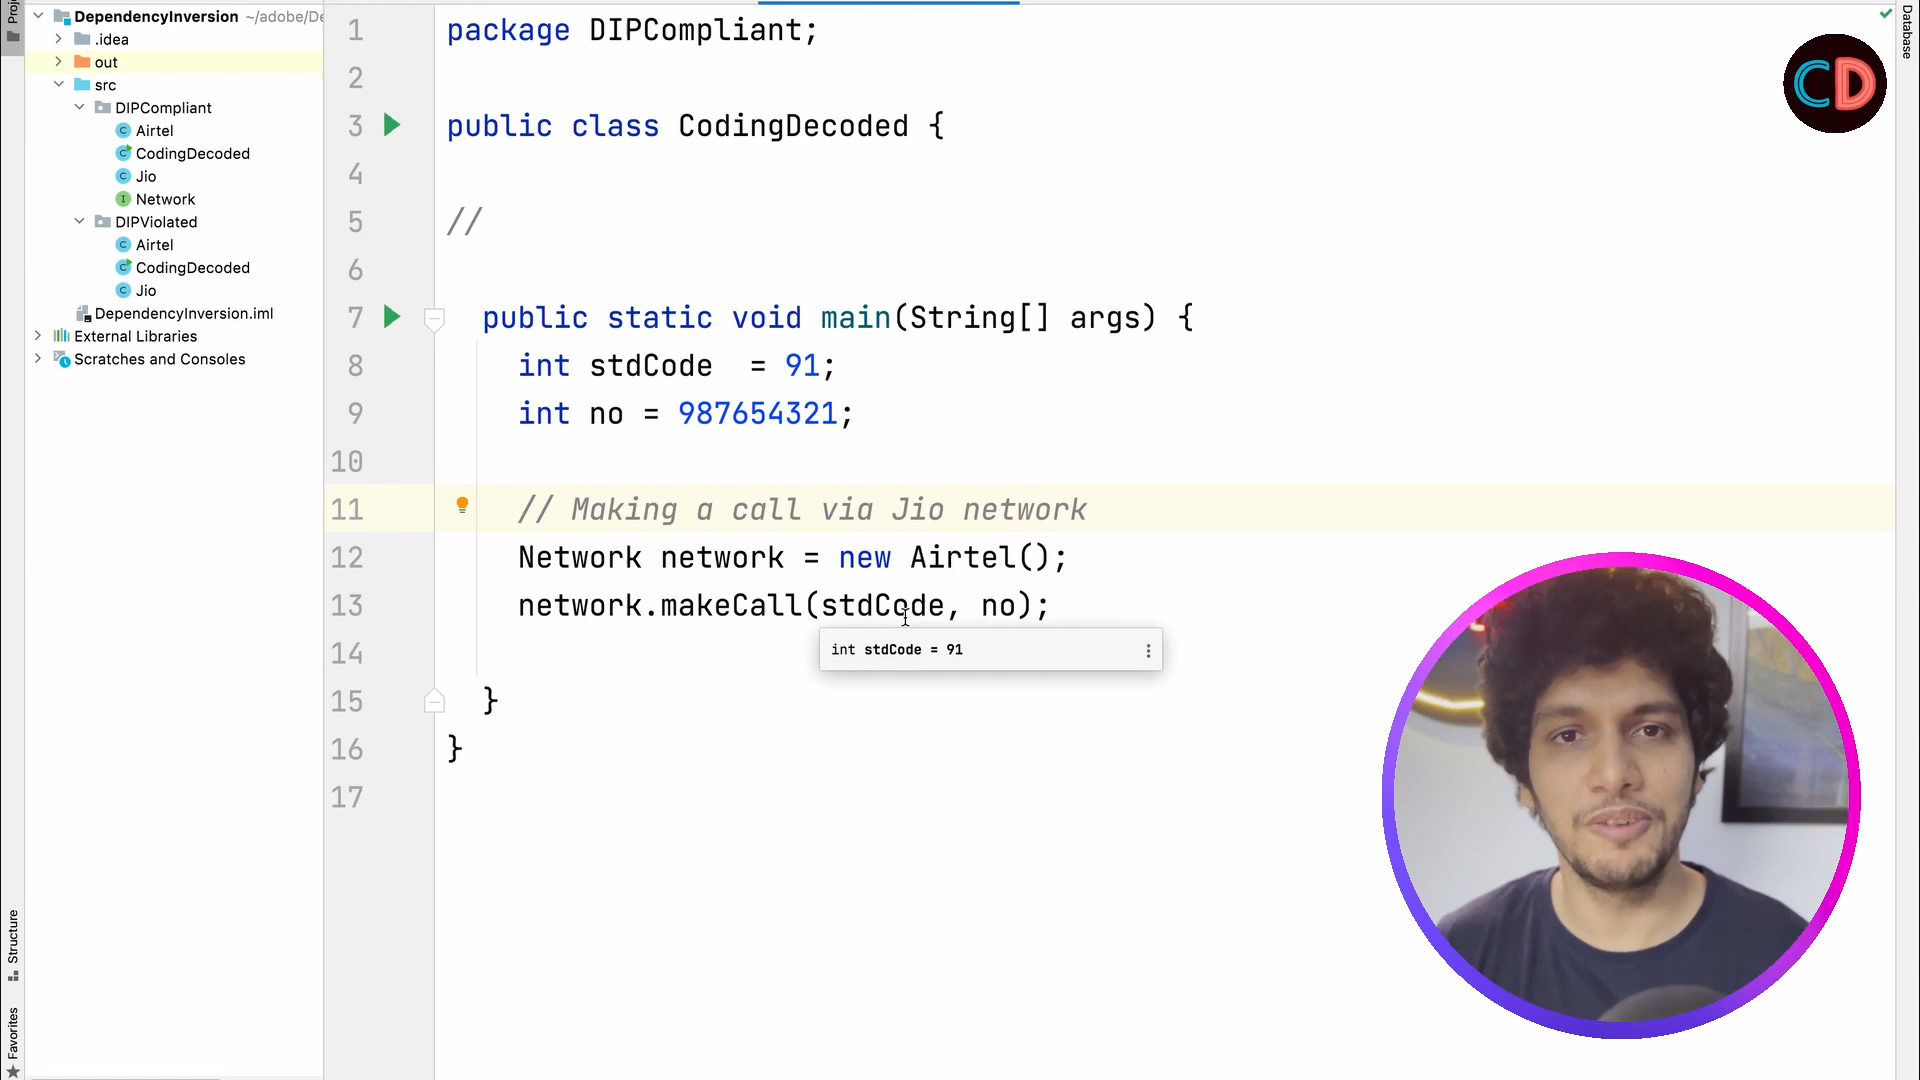 Proje
DependencyInversion ~/adobe/De
.idea
out
src
DIPCompliant
Airtel
CodingDecoded
Jio
Network
DIPViolated
Airtel
CodingDecoded
Jio
DependencyInversion.iml
External Libraries
Scratches and Consoles
Structure
Favorites
1 package DIPCompliant;
2
3 public class CodingDecoded {
4
5 //
6
7 public static void main(String[] args) {
8 int stdCode  = 91;
9 int no = 987654321;
10
11 // Making a call via Jio network
12 Network network = new Airtel();
13 network.makeCall(stdCode, no);
int stdCode = 91
14
15 }
16 }
17
Database
CD